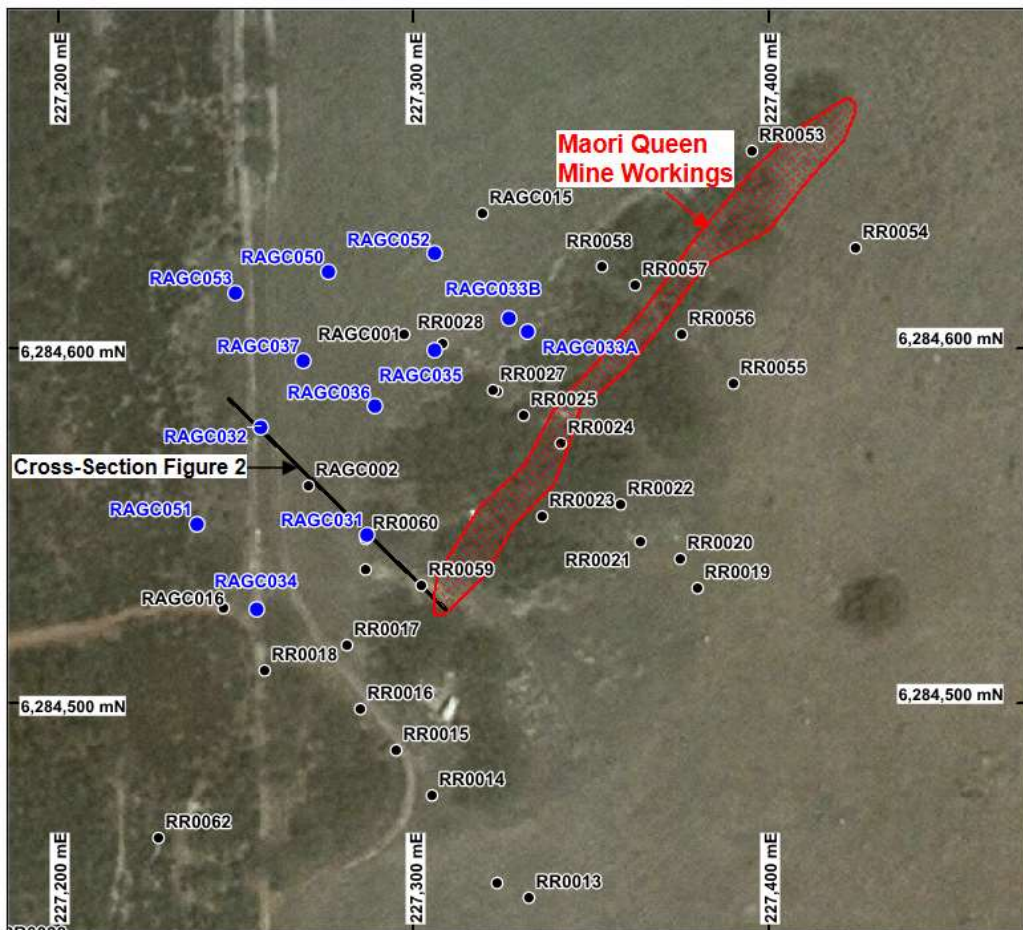 227,200 mE
227,300 mE
227,400 mE
Maori Queen
Mine Workings
RR0053
RAGC015
RR0054
RAGC052
RR0058
RAGC050
RR0057
RAGC053
RAGC033B
RAGC001
RR0028
RR0056
6,284,600 mN
6,284,600 mN
RAGC037
RAGC033A
RAGC035
RR0055
RR0027
RAGC036
RR0025
RR0024
RAGC032
Cross-Section Figure 2
RAGC002
RR0022
RR0023
RAGC051
RAGC031
RR0060
RR0021
RR0020
RR0059
RR0019
RAGC034
RAGC016
RR0017
RR0018
6,284,500 mN
6,284,500 mN
RR0016
RR0015
RR0014
RR0062
227,200 mE
227,300 mE
227,400 mE
RR0013